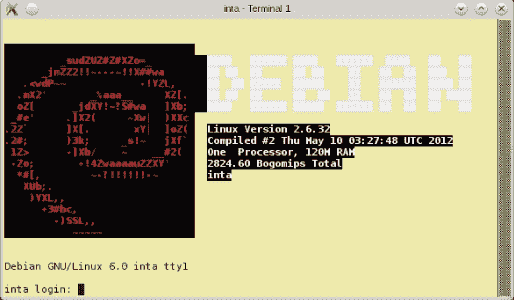 inta - Terminal 1
DEBIAN
Linux Version 2.6.32
Compiled #2 Thu May 10 03:27:48 UTC 2012
One Processor, 120M RAM
2824.60 Bogomips Total
inta
Debian GNU/Linux 6.0 inta tty1
inta login: